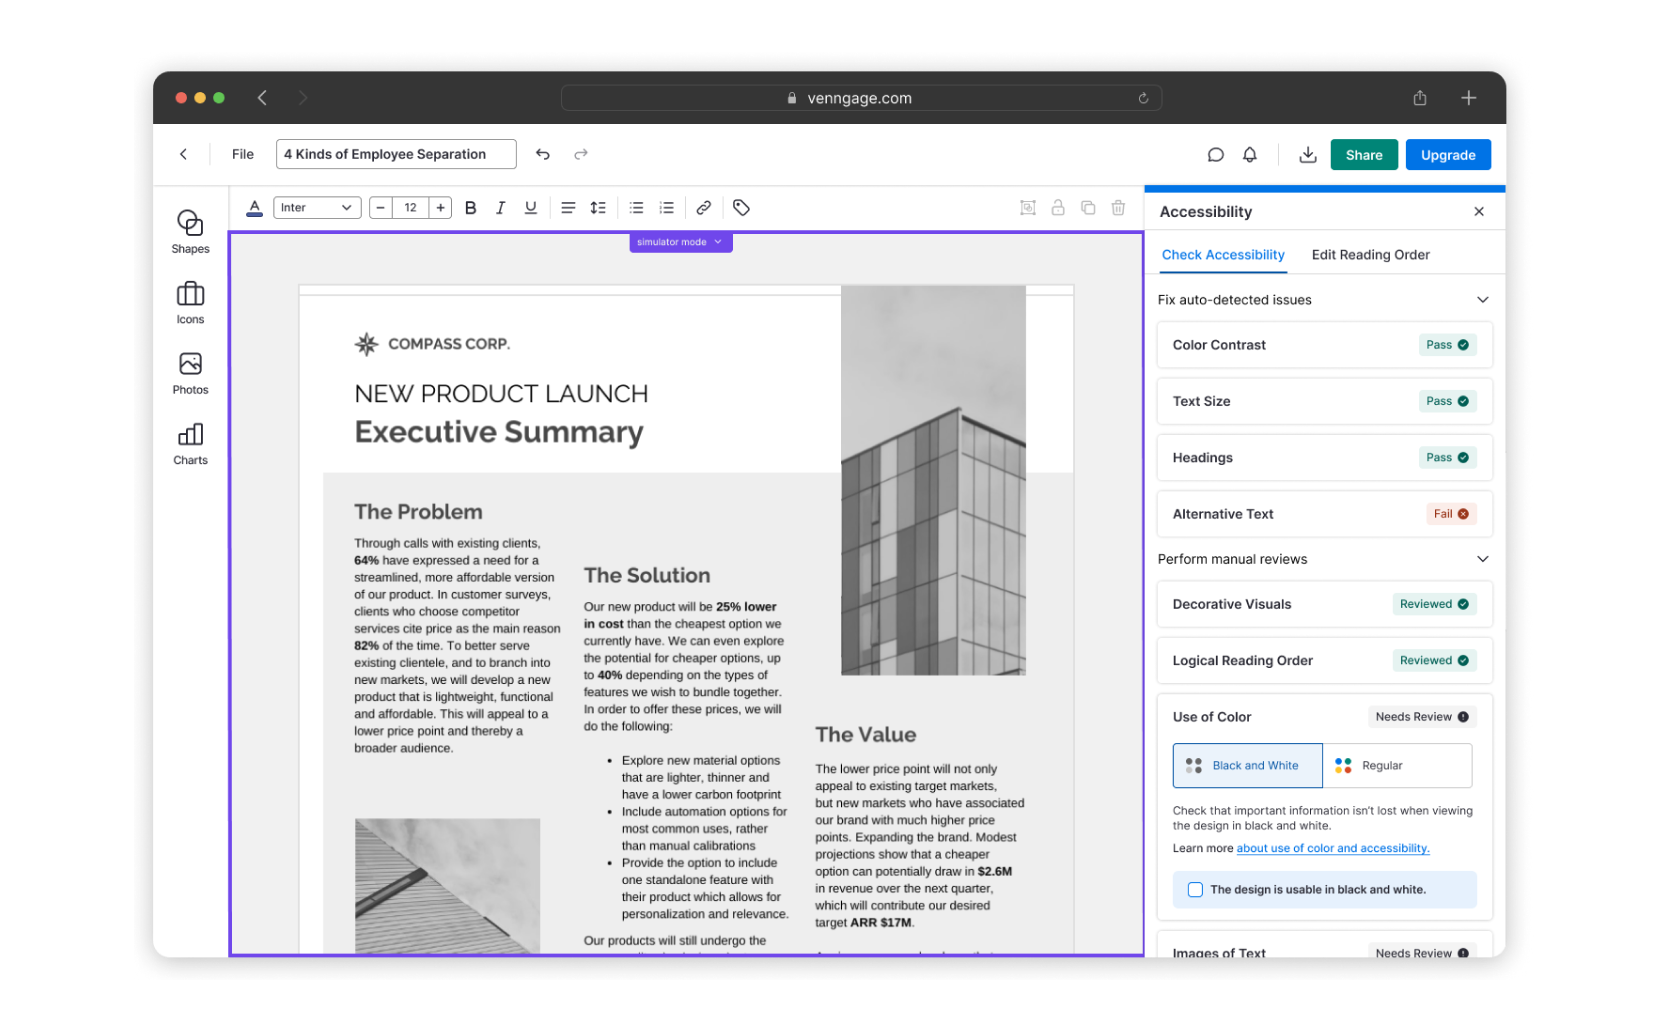 venngage.com
File
4 Kinds of Employee Separation
Share
Upgrade
Shapes
Icons
Photos
Charts
A
Inter
12
B
I
U
simulator mode
COMPASS CORP.
NEW PRODUCT LAUNCH
Executive Summary
The Problem
Through calls with existing clients,
64% have expressed a need for a
streamlined, more affordable version
of our product. In customer surveys,
clients who choose competitor
services cite price as the main reason
82% of the time. To better serve
existing clientele, and to branch into
new markets, we will develop a new
product that is lightweight, functional
and affordable. This will appeal to a
lower price point and thereby a
broader audience.
The Solution
Our new product will be 25% lower
in cost than the cheapest option we
currently have. We can even explore
the potential for cheaper options, up
to 40% depending on the types of
features we wish to bundle together.
In order to offer these prices, we will
do the following:
• Explore new material options
that are lighter, thinner and
have a lower carbon footprint
• Include automation options for
most common uses, rather
than manual calibrations
• Provide the option to include
one standalone feature with
their product which allows for
personalization and relevance.
Our products will still undergo the
The Value
The lower price point will not only
appeal to existing target markets,
but new markets who have associated
our brand with much higher price
points. Expanding the brand. Modest
projections show that a cheaper
option can potentially draw in $2.6M
in revenue over the next quarter,
which will contribute our desired
target ARR $17M.
Accessibility
Check Accessibility
Edit Reading Order
Fix auto-detected issues
Color Contrast
Pass
Text Size
Pass
Headings
Pass
Alternative Text
Fail
Perform manual reviews
Decorative Visuals
Reviewed
Logical Reading Order
Reviewed
Use of Color
Needs Review
Black and White
Regular
Check that important information isn't lost when viewing
the design in black and white.
Learn more about use of color and accessibility.
The design is usable in black and white.
Images of Text
Needs Review